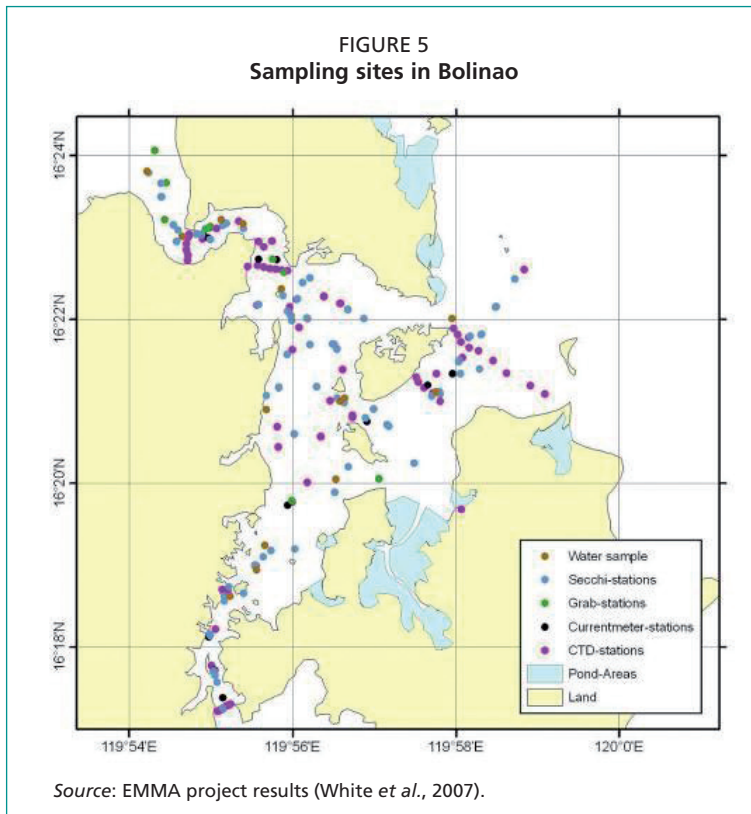 FIGURE 5
Sampling sites in Bolinao
16°24'N
16°22'N
16°20'N
16°18'N
Water sample
Secchi-stations
Grab-stations
Currentmeter-stations
CTD-stations
Pond-Areas
Land
119°54'E
119°56'E
119°58'E
120°0'E
Source: EMMA project results (White et al., 2007).